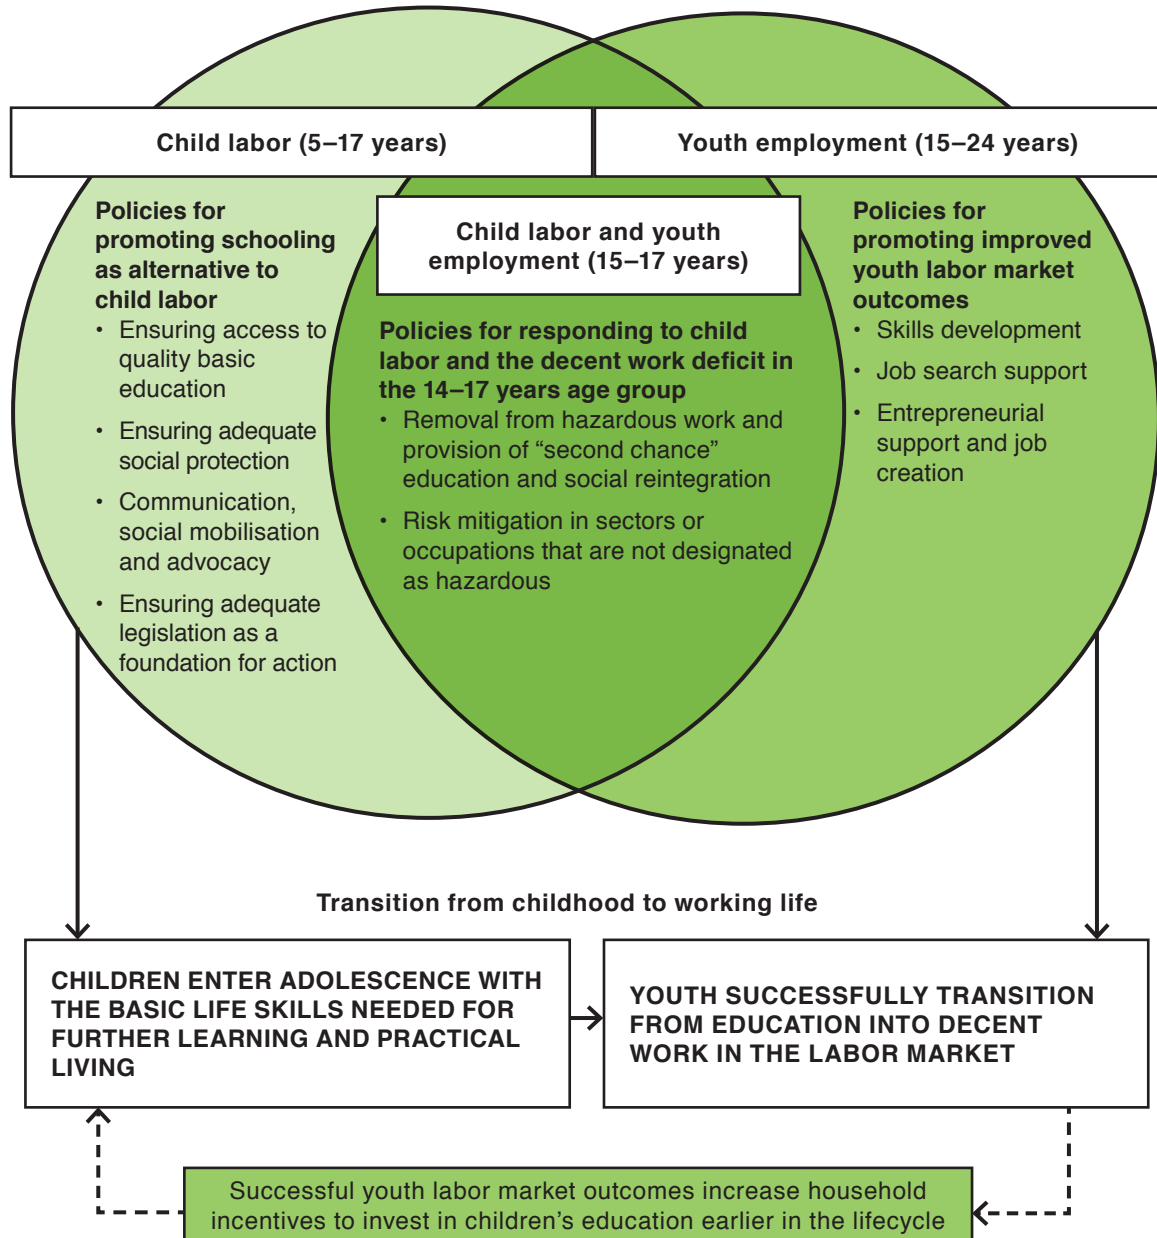 Child labor (5–17 years)
Youth employment (15–24 years)
Policies for
promoting schooling
as alternative to
child labor
• Ensuring access to
quality basic
education
• Ensuring adequate
social protection
• Communication,
social mobilisation
and advocacy
• Ensuring adequate
legislation as a
foundation for action
Child labor and youth
employment (15–17 years)
Policies for responding to child
labor and the decent work deficit in
the 14–17 years age group
• Removal from hazardous work and
provision of “second chance”
education and social reintegration
• Risk mitigation in sectors or
occupations that are not designated
as hazardous
Policies for
promoting improved
youth labor market
outcomes
• Skills development
• Job search support
• Entrepreneurial
support and job
creation
Transition from childhood to working life
CHILDREN ENTER ADOLESCENCE WITH
THE BASIC LIFE SKILLS NEEDED FOR
FURTHER LEARNING AND PRACTICAL
LIVING
YOUTH SUCCESSFULLY TRANSITION
FROM EDUCATION INTO DECENT
WORK IN THE LABOR MARKET
Successful youth labor market outcomes increase household
incentives to invest in children’s education earlier in the lifecycle